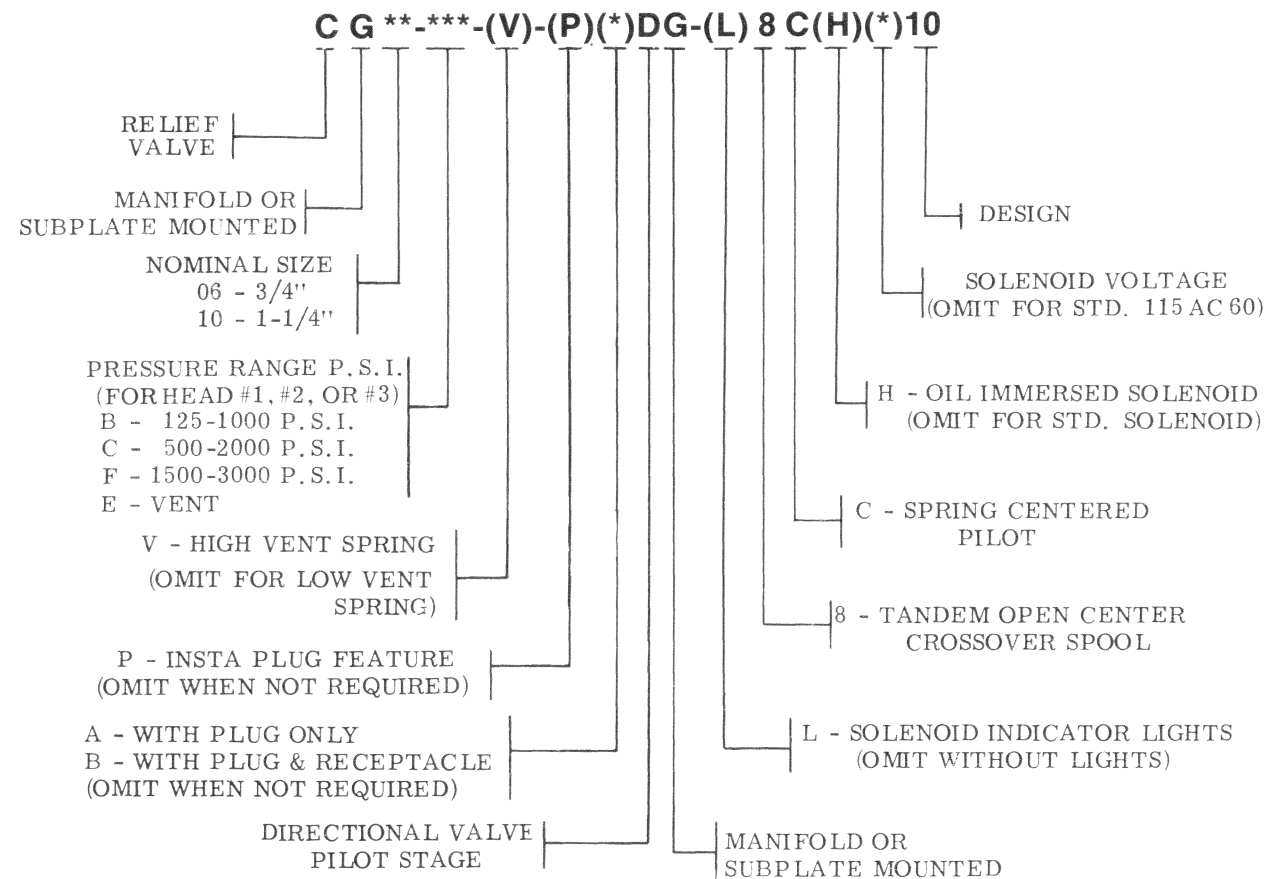 C G **-***-(V)-(P)(*)DG-(L) 8 C(H)(*)10
RELIEF
VALVE
MANIFOLD OR
SUBPLATE MOUNTED
NOMINAL SIZE
06 - 3/4"
10 - 1-1/4"
PRESSURE RANGE P.S.I.
(FOR HEAD #1, #2, OR #3)
B - 125-1000 P.S.I.
C - 500-2000 P.S.I.
F - 1500-3000 P.S.I.
E - VENT
V - HIGH VENT SPRING
(OMIT FOR LOW VENT
SPRING)
P - INSTA PLUG FEATURE
(OMIT WHEN NOT REQUIRED)
A - WITH PLUG ONLY
B - WITH PLUG & RECEPTACLE
(OMIT WHEN NOT REQUIRED)
DIRECTIONAL VALVE
PILOT STAGE
DESIGN
SOLENOID VOLTAGE
(OMIT FOR STD. 115 AC 60)
H - OIL IMMERSED SOLENOID
(OMIT FOR STD. SOLENOID)
C - SPRING CENTERED
PILOT
8 - TANDEM OPEN CENTER
CROSSOVER SPOOL
L - SOLENOID INDICATOR LIGHTS
(OMIT WITHOUT LIGHTS)
MANIFOLD OR
SUBPLATE MOUNTED